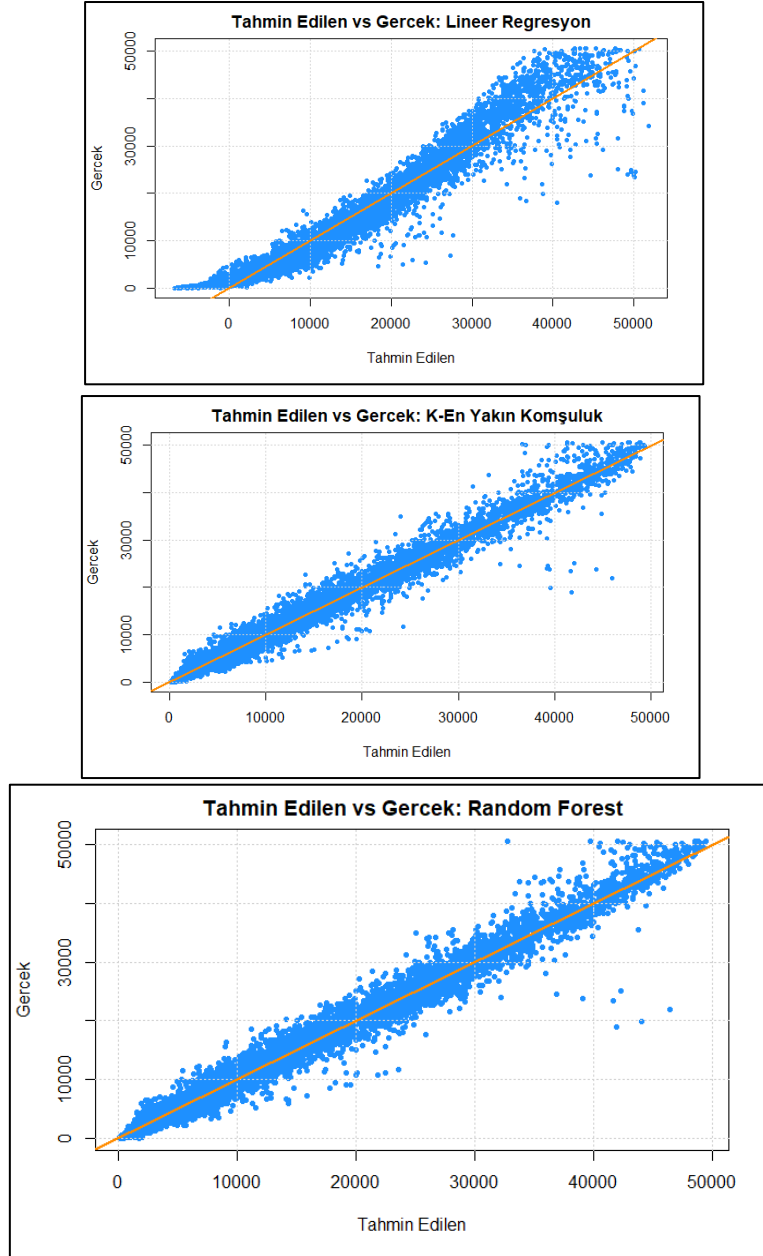 Tahmin Edilen vs Gercek: Lineer Regresyon
50000
30000
10000
0
Gercek
0 10000 20000 30000 40000 50000
Tahmin Edilen
Tahmin Edilen vs Gercek: K-En Yakın Komşuluk
50000
30000
10000
0
Gercek
0 10000 20000 30000 40000 50000
Tahmin Edilen
Tahmin Edilen vs Gercek: Random Forest
50000
30000
10000
0
Gercek
0 10000 20000 30000 40000 50000
Tahmin Edilen